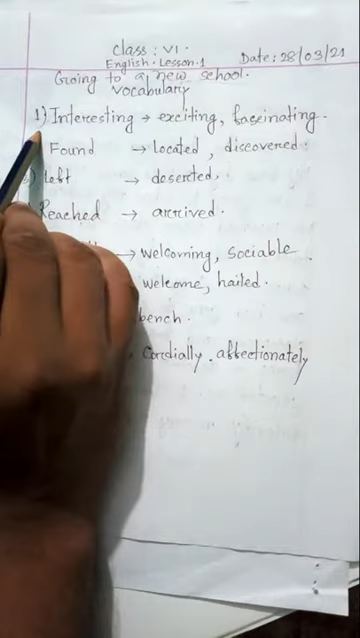 Class : VI.
English. Lesson.1 Date: 28/03/21
Going to a new school.
Vocabulary
1) Interesting → exciting, fascinating.
Found → located, discovered.
left → deserted.
Reached → arrived.
→ welcoming, sociable
welcome, hailed.
bench.
Cordially. affectionately